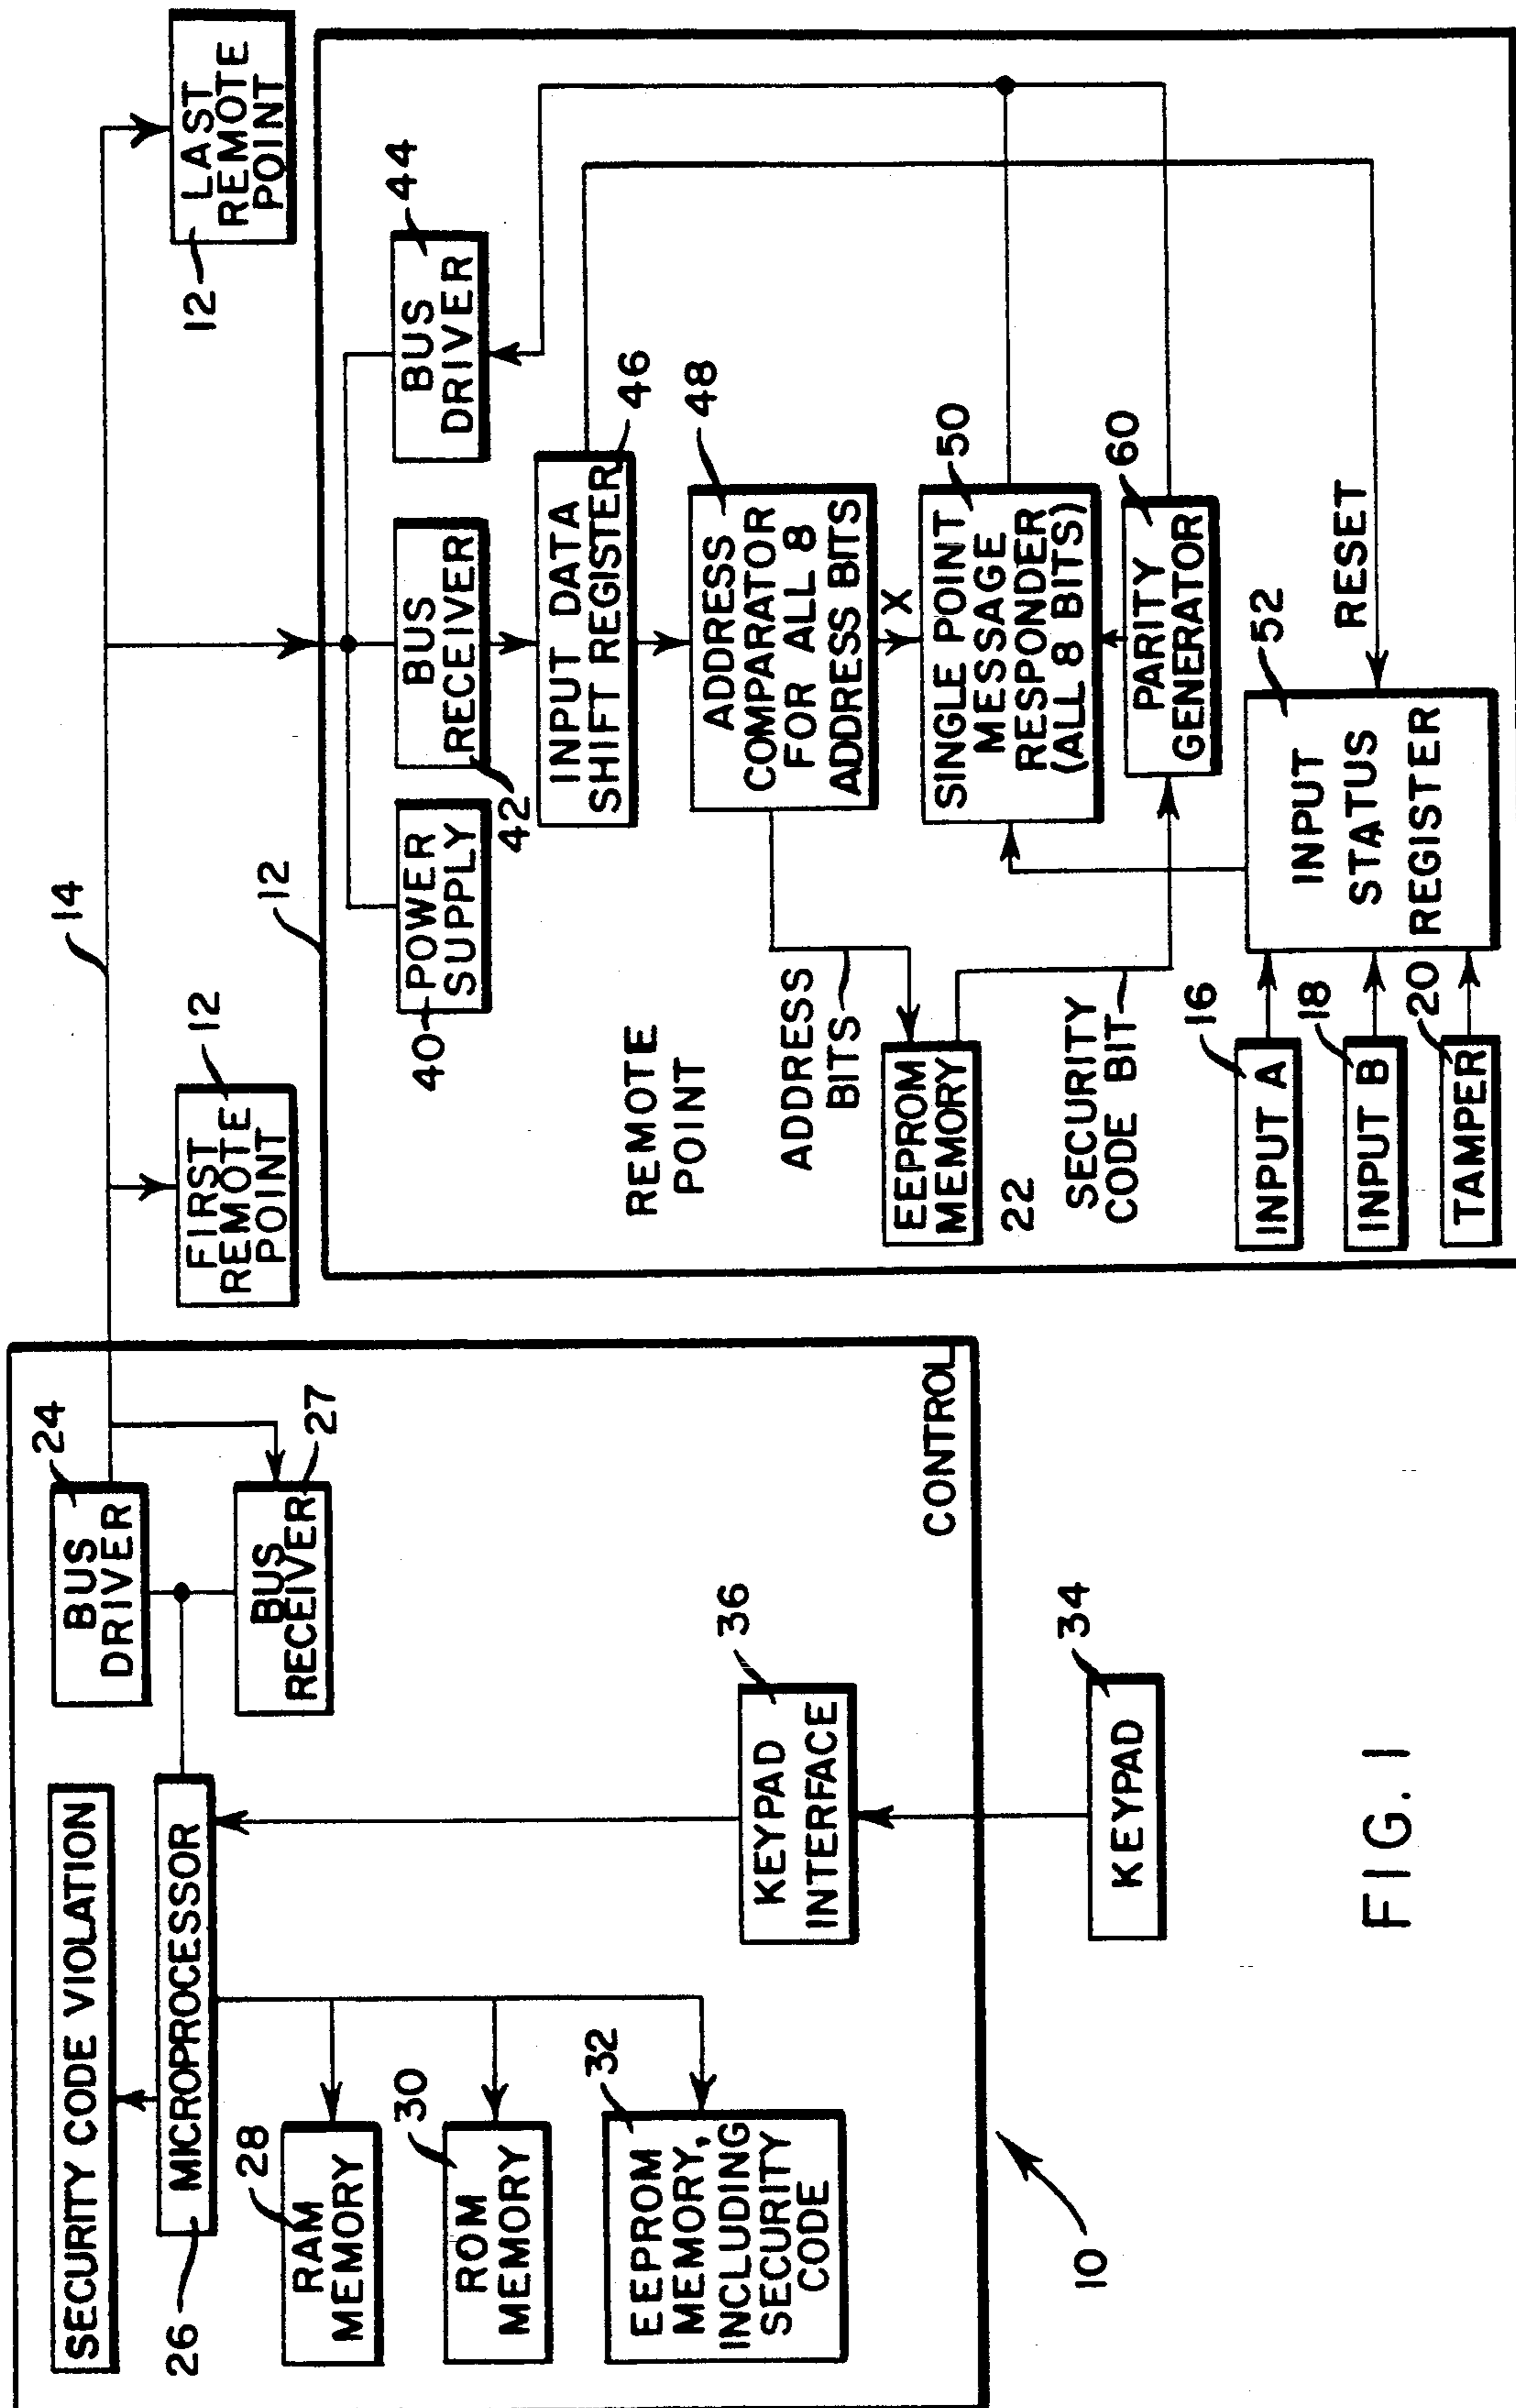 SECURITY CODE VIOLATION
26
MICROPROCESSOR
BUS
DRIVER
24
BUS
RECEIVER
27
28
RAM
MEMORY
30
ROM
MEMORY
32
EEPROM
MEMORY,
INCLUDING
SECURITY
CODE
36
KEYPAD
INTERFACE
CONTROL
34
KEYPAD
10
14
FIRST
REMOTE
POINT
12
LAST
REMOTE
POINT
12
12
40
POWER
SUPPLY
BUS
RECEIVER
42
BUS
DRIVER
44
INPUT DATA
SHIFT REGISTER
46
REMOTE
POINT
ADDRESS
COMPARATOR
FOR ALL 8
ADDRESS BITS
48
ADDRESS
BITS
X
EEPROM
MEMORY
22
SINGLE POINT
MESSAGE
RESPONDER
(ALL 8 BITS)
50
SECURITY
CODE BIT
PARITY
GENERATOR
60
16
INPUT A
18
INPUT B
20
TAMPER
INPUT
STATUS
REGISTER
52
RESET
FIG. 1